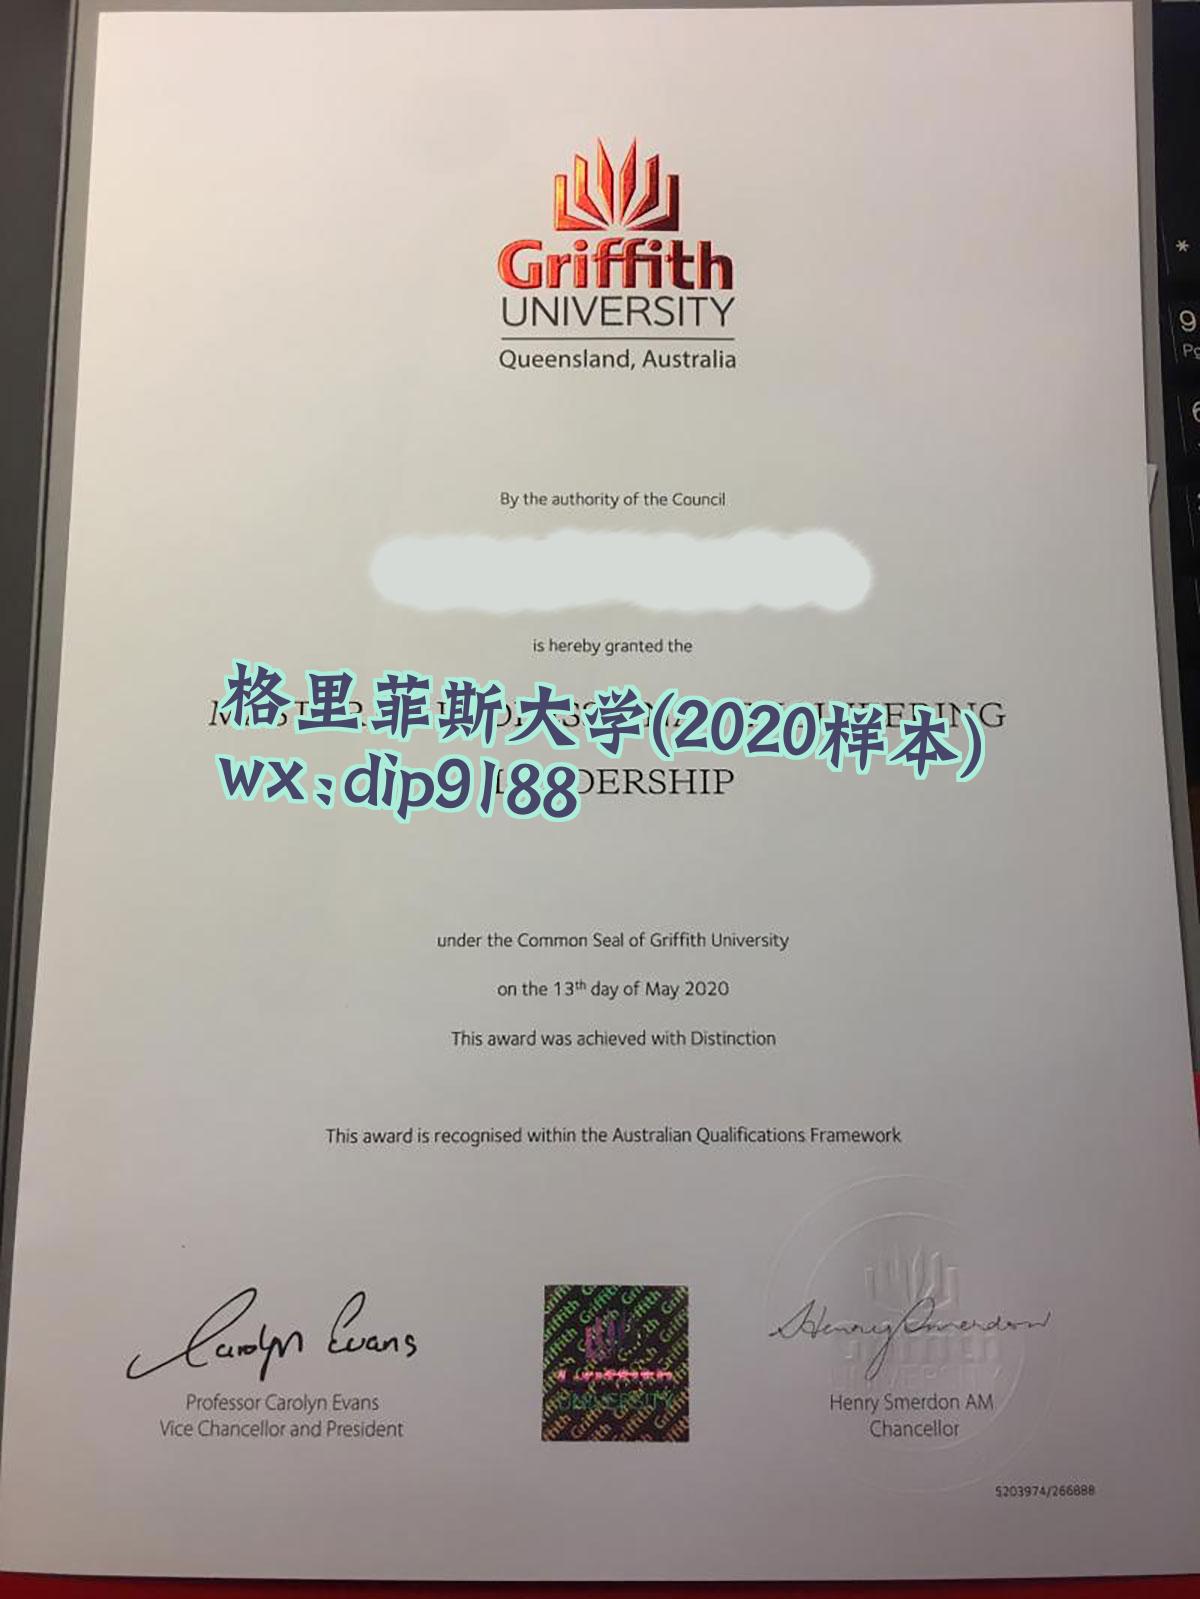 Griffith
UNIVERSITY
Queensland, Australia
By the authority of the Council
is hereby granted the
格里菲斯大学(2020样本)
wx:dip9188
under the Common Seal of Griffith University
on the 13th day of May 2020
This award was achieved with Distinction
This award is recognised within the Australian Qualifications Framework
Carolyn Evans
Henry Smerdon
UNIVERSITY
Professor Carolyn Evans
Vice Chancellor and President
Henry Smerdon AM
Chancellor
5203974/266888